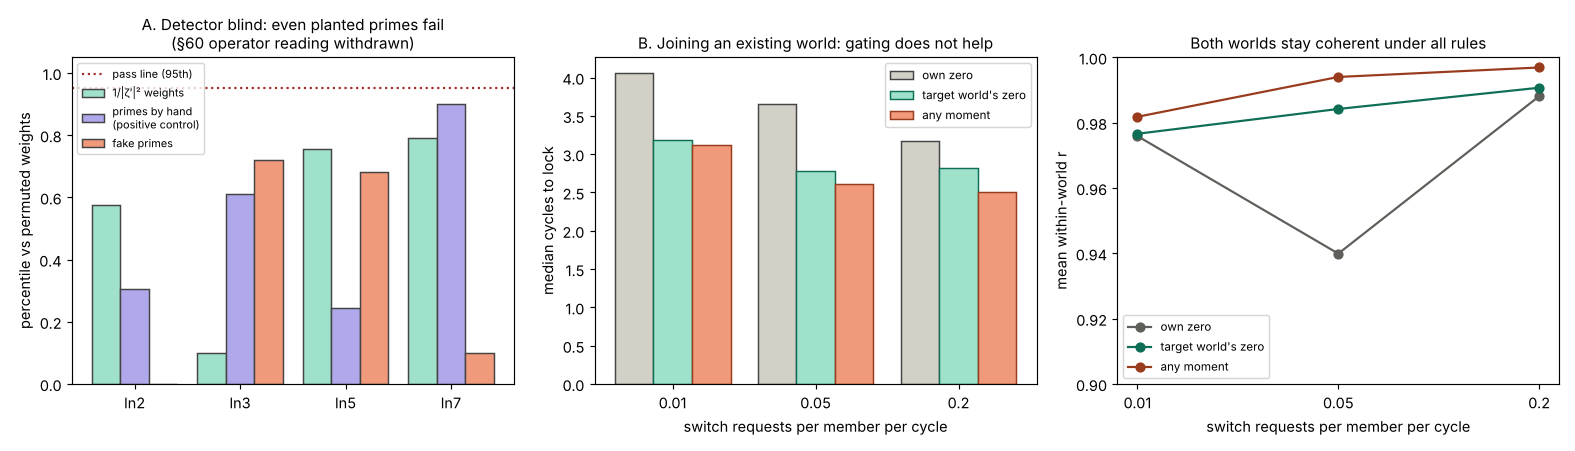 A. Detector blind: even planted primes fail
(§60 operator reading withdrawn)
percentile vs permuted weights
1.0
0.8
0.6
0.4
0.2
0.0
pass line (95th)
1/|ζ'|² weights
primes by hand
(positive control)
fake primes
ln2
ln3
ln5
ln7
B. Joining an existing world: gating does not help
median cycles to lock
4.0
3.5
3.0
2.5
2.0
1.5
1.0
0.5
0.0
own zero
target world's zero
any moment
0.01
0.05
0.2
switch requests per member per cycle
Both worlds stay coherent under all rules
mean within-world r
1.00
0.98
0.96
0.94
0.92
0.90
own zero
target world's zero
any moment
0.01
0.05
0.2
switch requests per member per cycle